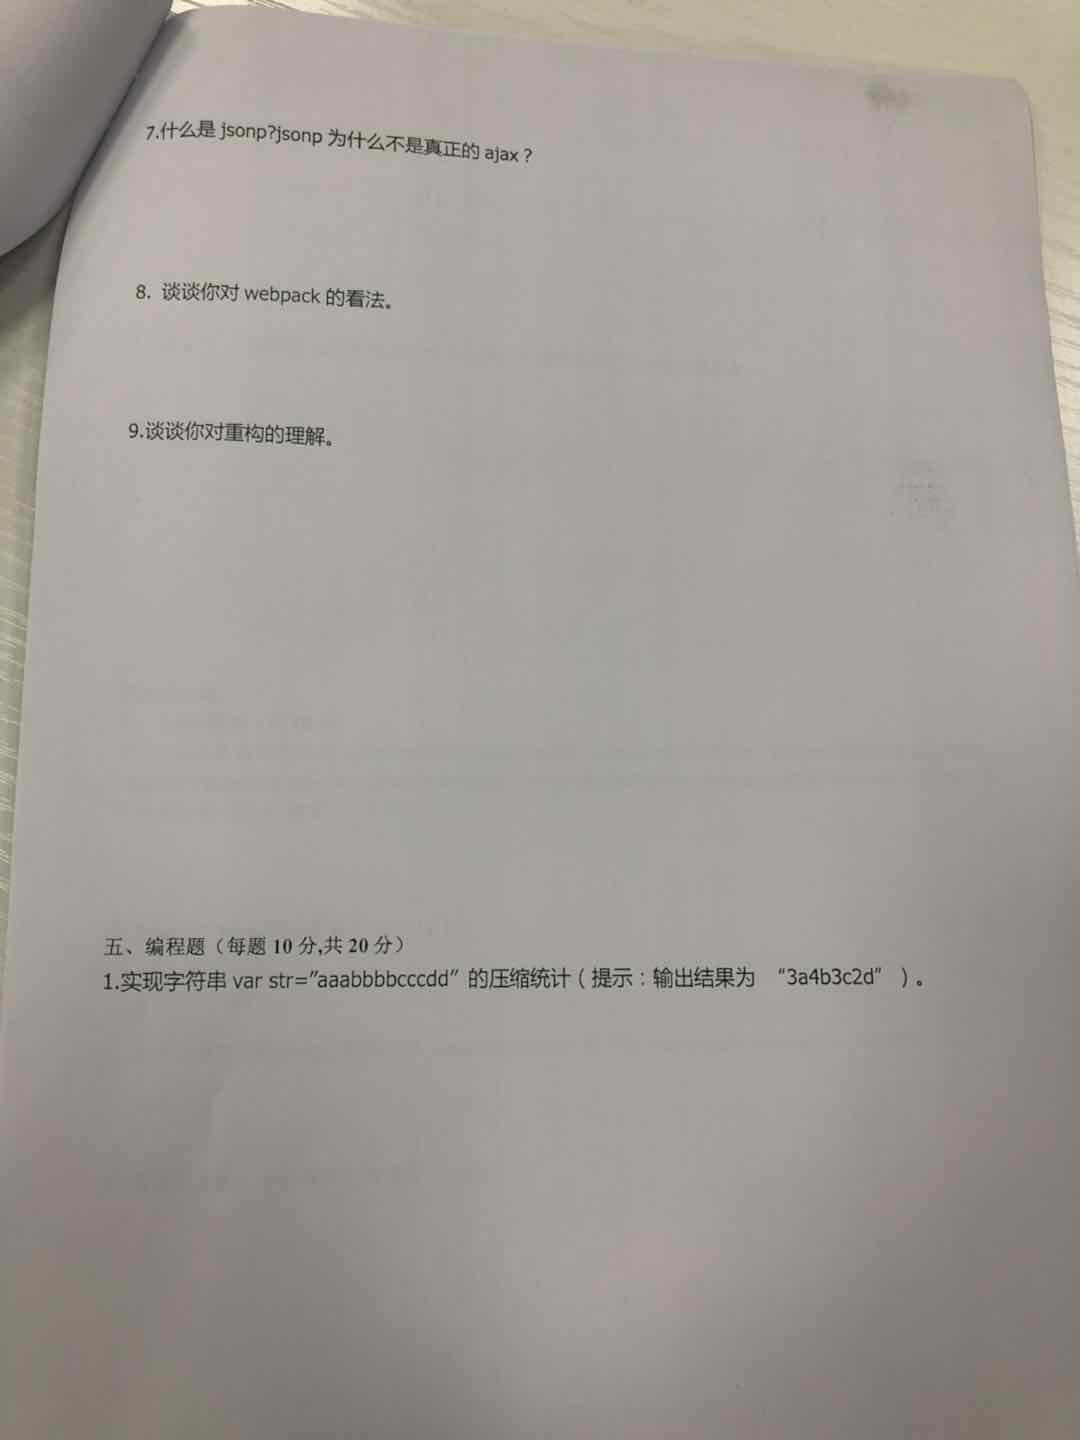 7.什么是 jsonp?jsonp 为什么不是真正的 ajax？
8. 谈谈你对 webpack 的看法。
9.谈谈你对重构的理解。
五、编程题（每题 10 分,共 20 分）
1.实现字符串 var str=”aaabbbbcccdd” 的压缩统计（提示：输出结果为 “3a4b3c2d” ）。